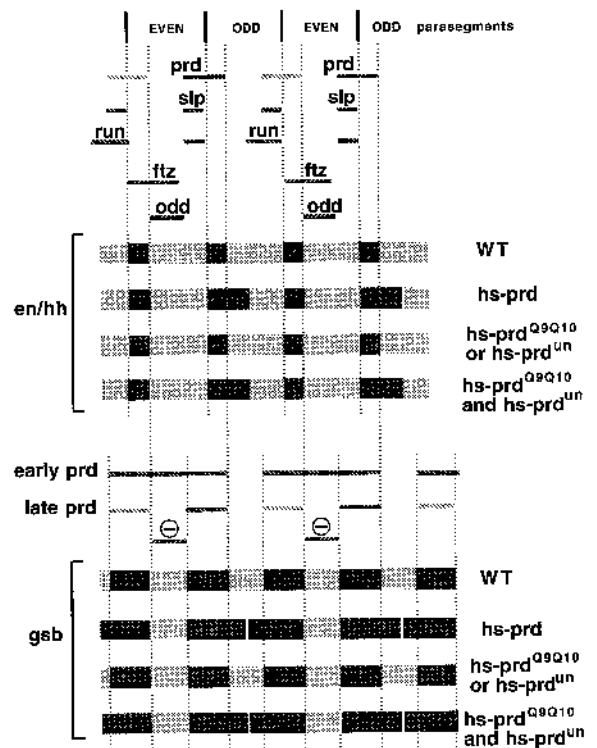 EVEN ODD EVEN ODD parasegments
prd prd
slp slp
run run
ftz ftz
odd odd
en/hh
WT
hs-prd
hs-prdQ9Q10
or hs-prdun
hs-prdQ9Q10
and hs-prdun
early prd
late prd
⊖ ⊖
gsb
WT
hs-prd
hs-prdQ9Q10
or hs-prdun
hs-prdQ9Q10
and hs-prdun